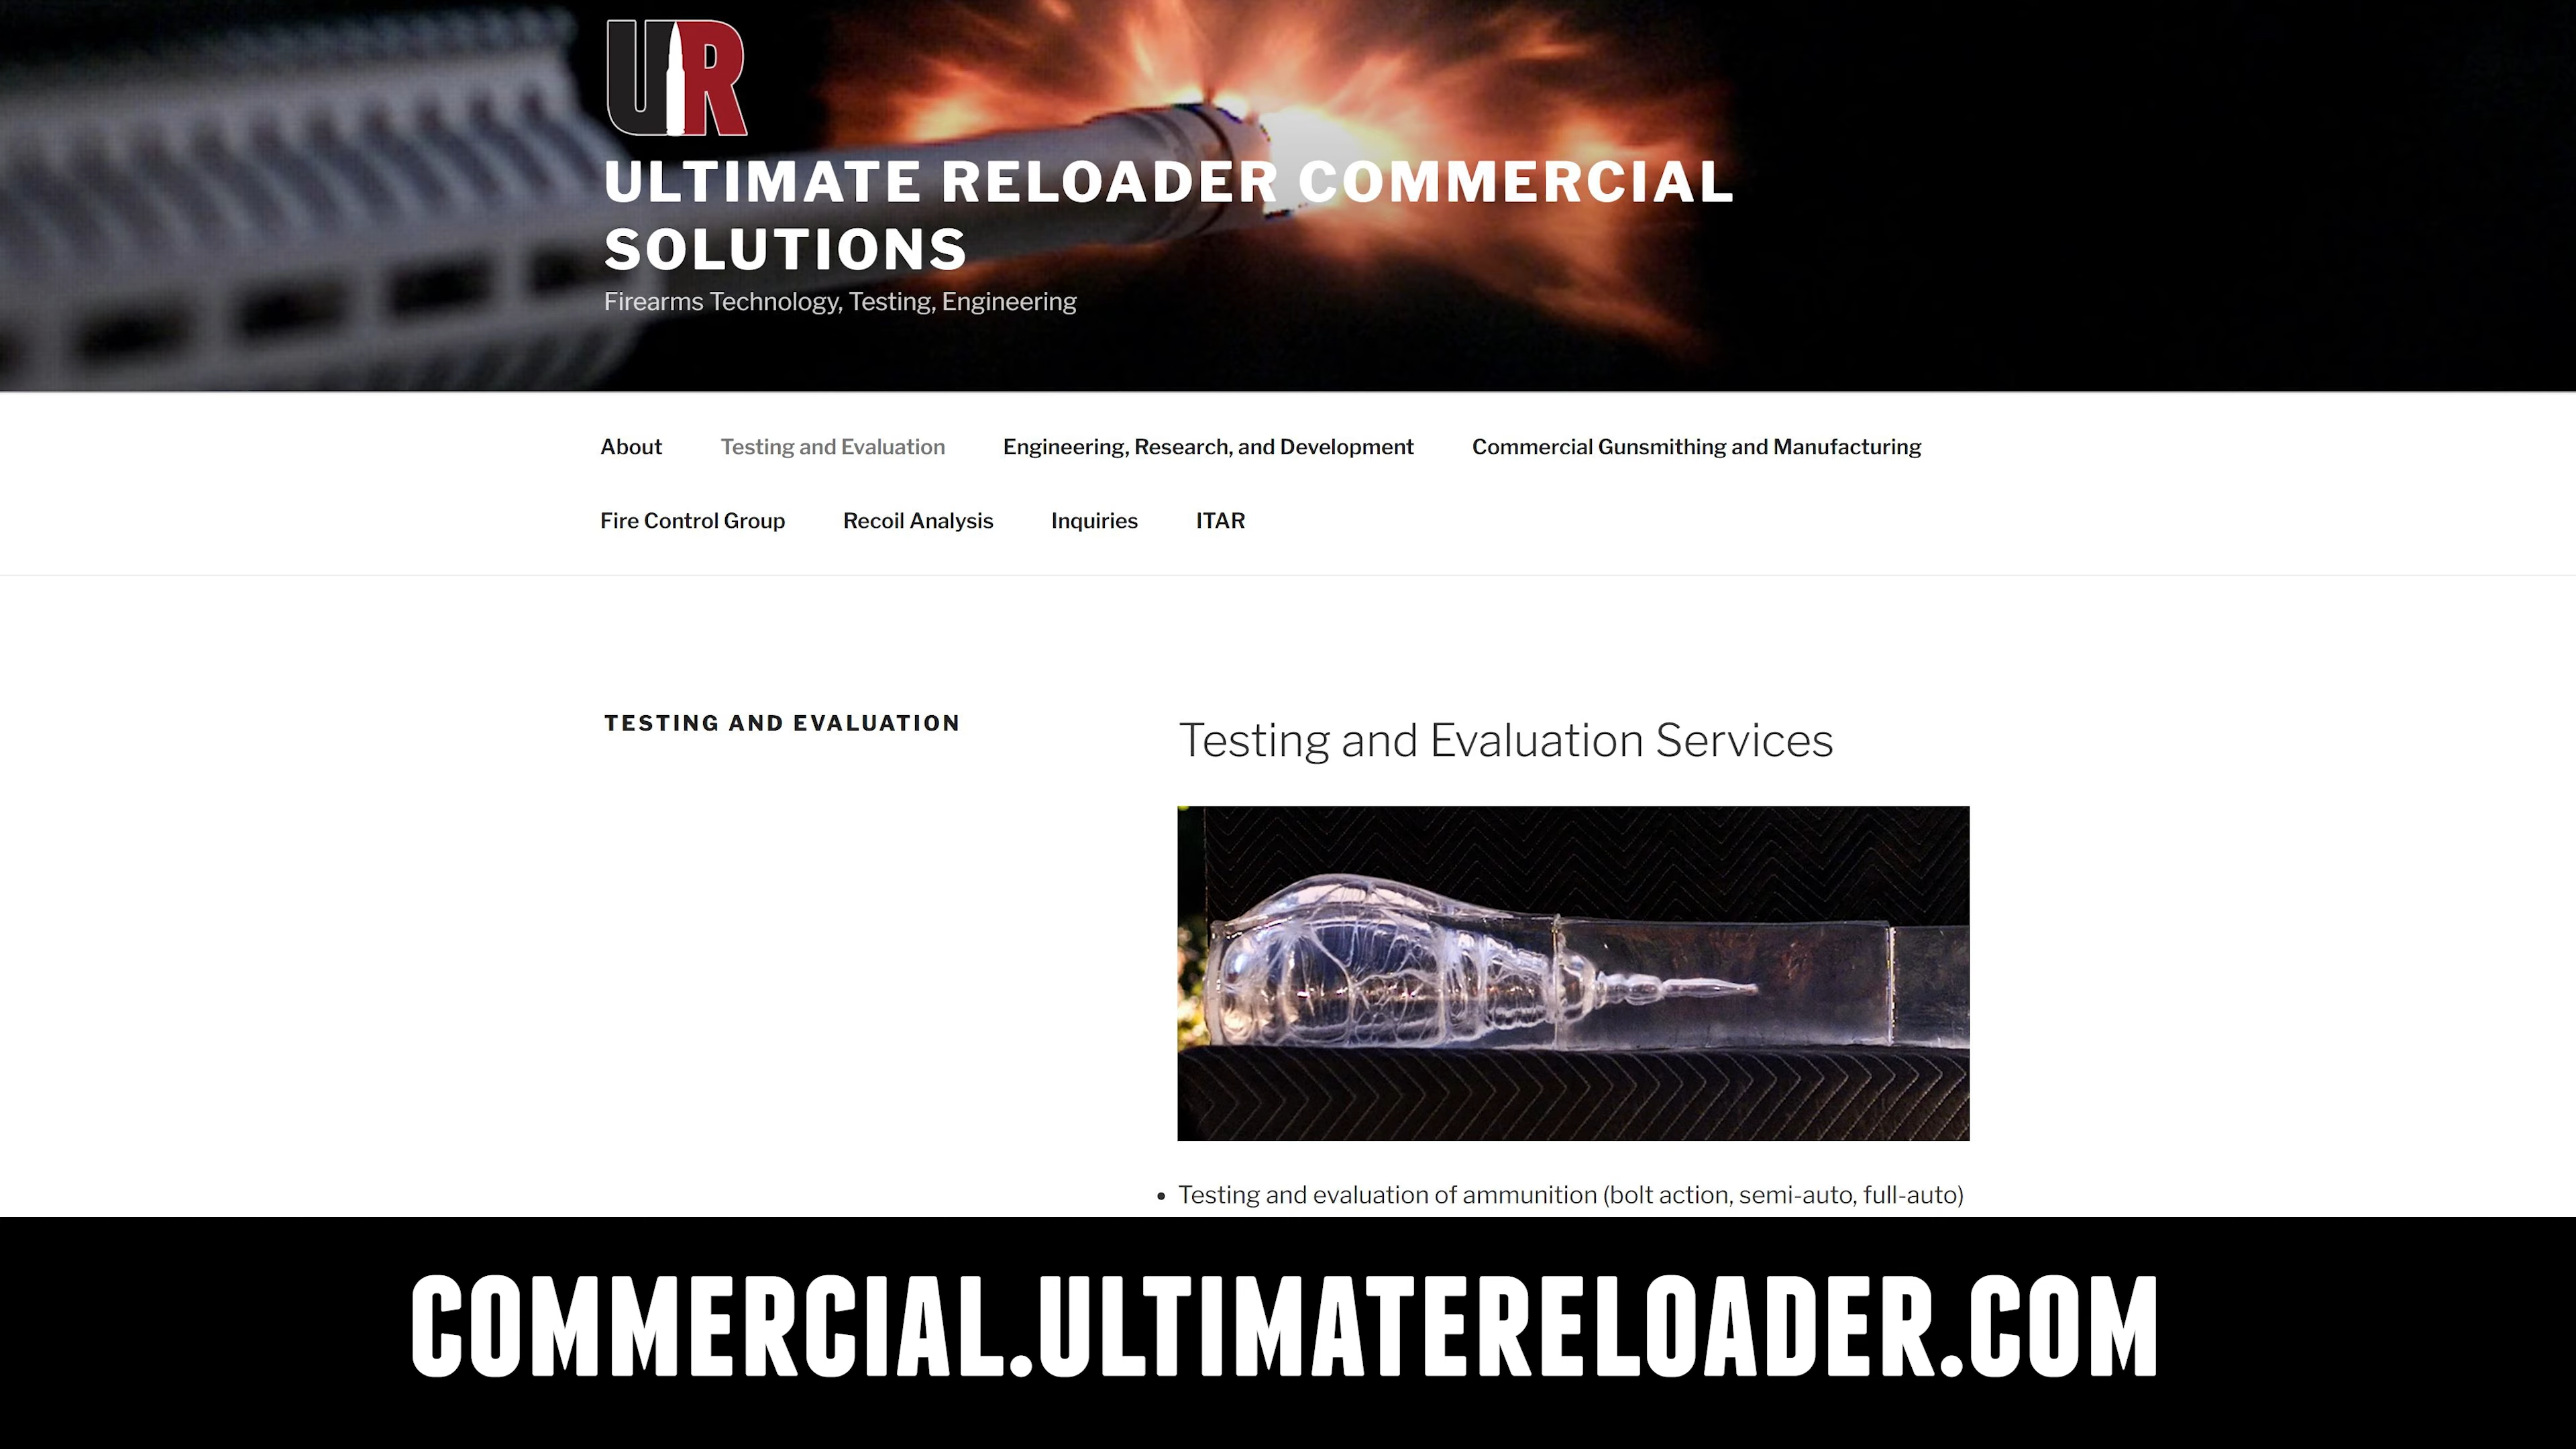 UR
ULTIMATE RELOADER COMMERCIAL
SOLUTIONS
Firearms Technology, Testing, Engineering
About Testing and Evaluation Engineering, Research, and Development Commercial Gunsmithing and Manufacturing
Fire Control Group Recoil Analysis Inquiries ITAR
TESTING AND EVALUATION
Testing and Evaluation Services
• Testing and evaluation of ammunition (bolt action, semi-auto, full-auto)
COMMERCIAL.ULTIMATERELOADER.COM